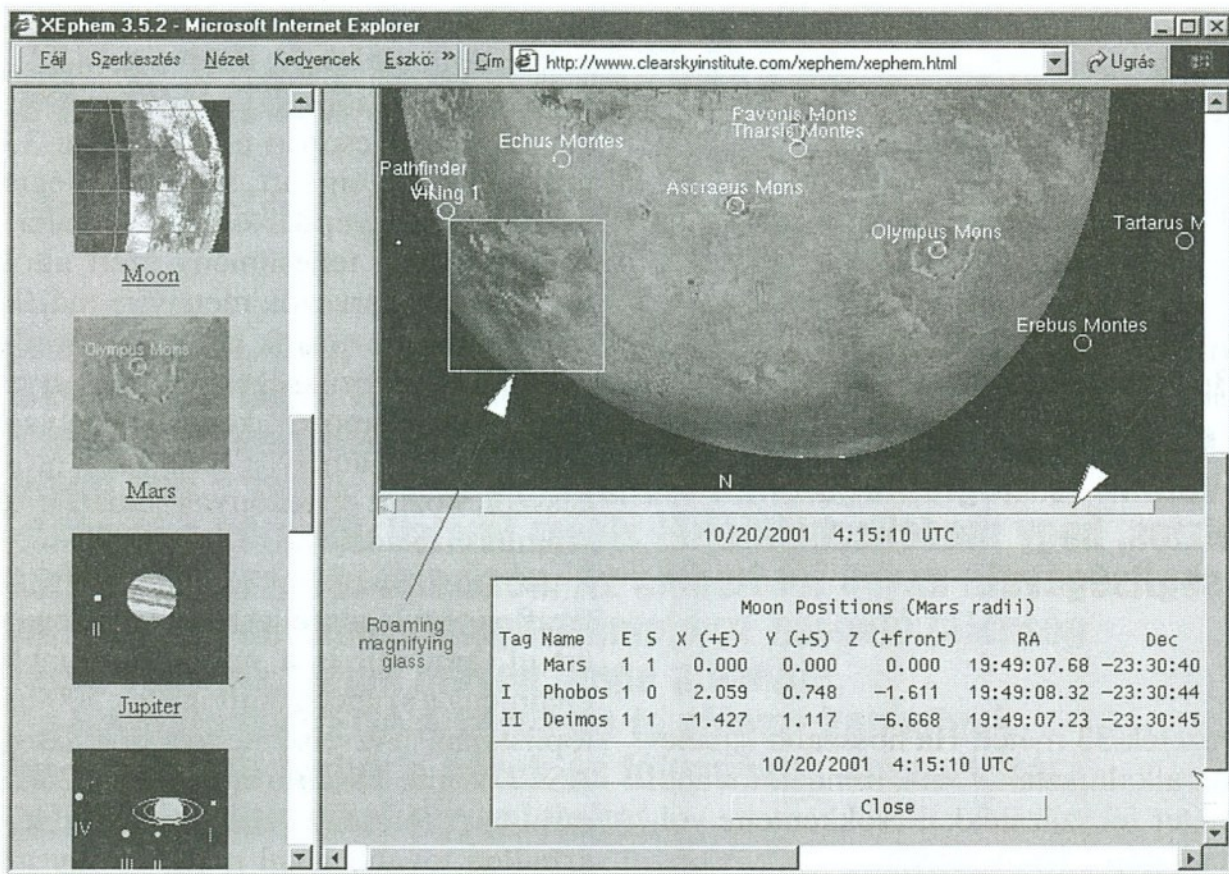 XEphem 3.5.2 - Microsoft Internet Explorer
Fájl Szerkesztés Nézet Kedvencek Eszkö: » Cím http://www.clearskyinstitute.com/xephem/xephem.html Ugrás
Moon
Olympus Mons
Mars
II
Jupiter
IV
I
III II
Pavonis Mons
Tharsis Montes
Echus Montes
Pathfinder
Viking 1
Ascraeus Mons
Olympus Mons
Tartarus M
Erebus Montes
N
10/20/2001 4:15:10 UTC
Roaming
magnifying
glass
Moon Positions (Mars radii)
Tag Name E S X (+E) Y (+S) Z (+front) RA Dec
Mars 1 1 0.000 0.000 0.000 19:49:07.68 -23:30:40
I Phobos 1 0 2.059 0.748 -1.611 19:49:08.32 -23:30:44
II Deimos 1 1 -1.427 1.117 -6.668 19:49:07.23 -23:30:45
10/20/2001 4:15:10 UTC
Close